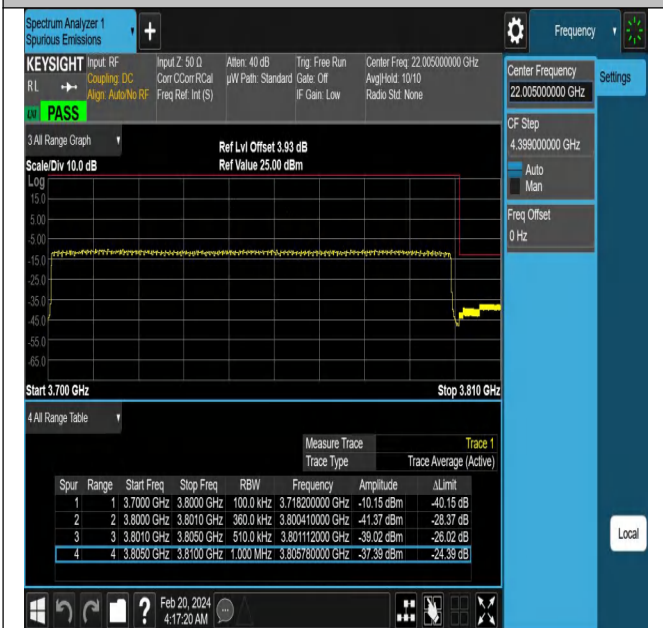 Spectrum Analyzer 1
Spurious Emissions
+
Frequency
KEYSIGHT Input: RF Input Z: 50 Ω Atten: 40 dB Trig: Free Run Center Freq: 22.005000000 GHz
RL Coupling: DC Corr CCorr RCal µW Path: Standard Gate: Off Avg|Hold: 10/10
Align: Auto/No RF Freq Ref: Int (S) IF Gain: Low Radio Std: None
PASS
Center Frequency
22.005000000 GHz
Settings
CF Step
4.399000000 GHz
Auto
Man
Freq Offset
0 Hz
3 All Range Graph
Ref Lvl Offset 3.93 dB
Scale/Div 10.0 dB Ref Value 25.00 dBm
Log
15.0
5.00
-5.00
-15.0
-25.0
-35.0
-45.0
-55.0
-65.0
Start 3.700 GHz Stop 3.810 GHz
4 All Range Table
Measure Trace Trace 1
Trace Type Trace Average (Active)
Spur Range Start Freq Stop Freq RBW Frequency Amplitude ΔLimit
1 1 3.7000 GHz 3.8000 GHz 100.0 kHz 3.718200000 GHz -10.15 dBm -40.15 dB
2 2 3.8000 GHz 3.8010 GHz 360.0 kHz 3.800410000 GHz -41.37 dBm -28.37 dB
3 3 3.8010 GHz 3.8050 GHz 510.0 kHz 3.801112000 GHz -39.02 dBm -26.02 dB
4 4 3.8050 GHz 3.8100 GHz 1.000 MHz 3.805780000 GHz -37.39 dBm -24.39 dB
Local
? Feb 20, 2024
4:17:20 AM